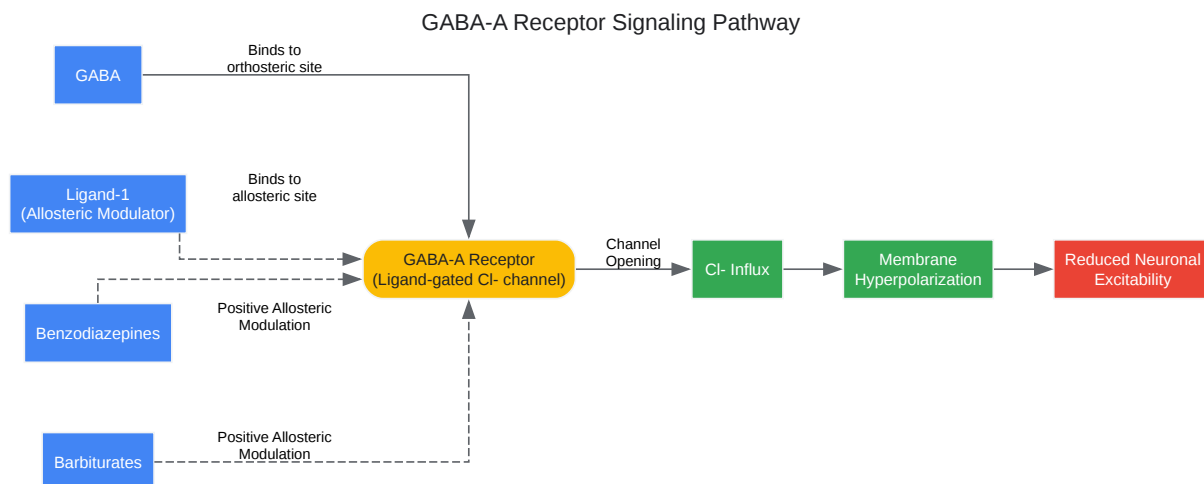 GABA-A Receptor Signaling Pathway
Binds to
orthosteric site
GABA
Ligand-1
(Allosteric Modulator)
Binds to
allosteric site
GABA-A Receptor
(Ligand-gated Cl- channel)
Channel
Opening
Cl- Influx
Membrane
Hyperpolarization
Reduced Neuronal
Excitability
Benzodiazepines
Positive Allosteric
Modulation
Barbiturates
Positive Allosteric
Modulation